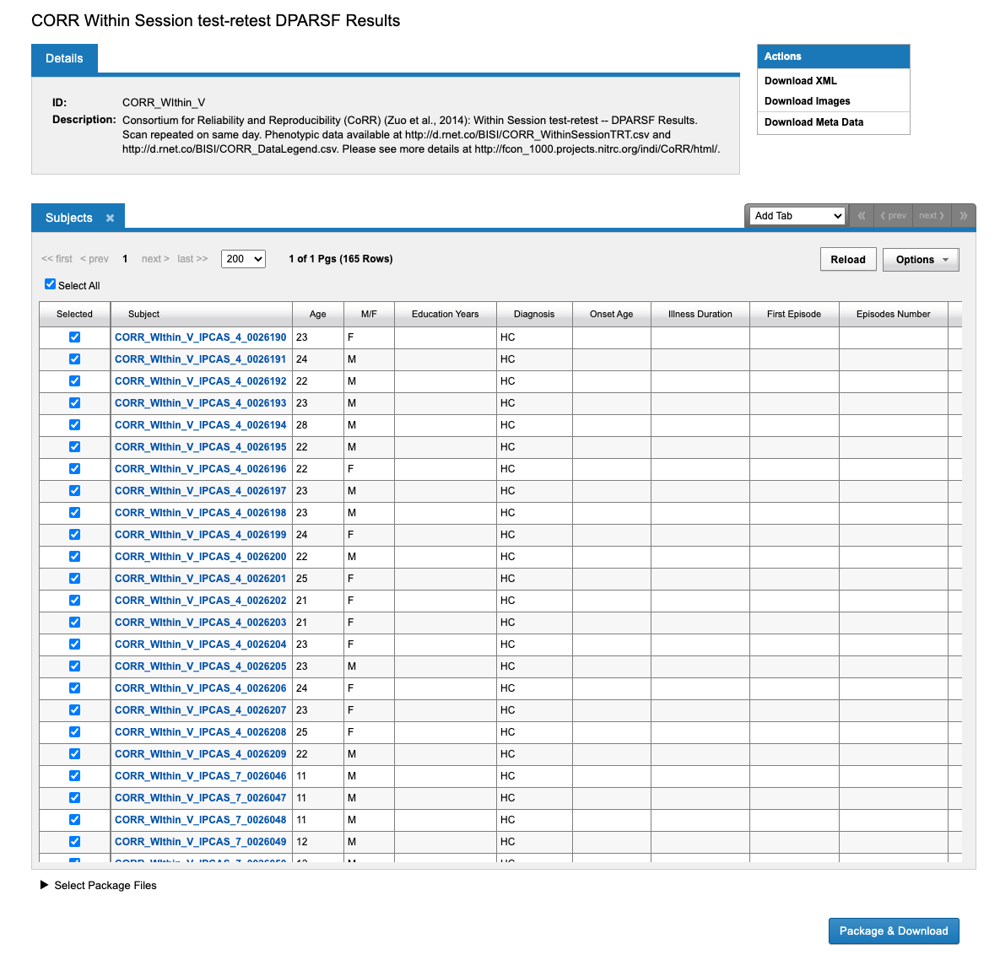 CORR Within Session test-retest DPARSF Results
Details
ID: CORR_WIthin_V
Description: Consortium for Reliability and Reproducibility (CoRR) (Zuo et al., 2014): Within Session test-retest -- DPARSF Results.
Scan repeated on same day. Phenotypic data available at http://d.rnet.co/BISI/CORR_WithinSessionTRT.csv and
http://d.rnet.co/BISI/CORR_DataLegend.csv. Please see more details at http://fcon_1000.projects.nitrc.org/indi/CoRR/html/.
Actions
Download XML
Download Images
Download Meta Data
Subjects ×
Add Tab « ‹ prev next › »
<< first < prev 1 next > last >> 200 1 of 1 Pgs (165 Rows) Reload Options
Select All
Selected Subject Age M/F Education Years Diagnosis Onset Age Illness Duration First Episode Episodes Number
CORR_WIthin_V_IPCAS_4_0026190 23 F HC
CORR_WIthin_V_IPCAS_4_0026191 24 M HC
CORR_WIthin_V_IPCAS_4_0026192 22 M HC
CORR_WIthin_V_IPCAS_4_0026193 23 M HC
CORR_WIthin_V_IPCAS_4_0026194 28 M HC
CORR_WIthin_V_IPCAS_4_0026195 22 M HC
CORR_WIthin_V_IPCAS_4_0026196 22 F HC
CORR_WIthin_V_IPCAS_4_0026197 23 M HC
CORR_WIthin_V_IPCAS_4_0026198 23 M HC
CORR_WIthin_V_IPCAS_4_0026199 24 F HC
CORR_WIthin_V_IPCAS_4_0026200 22 M HC
CORR_WIthin_V_IPCAS_4_0026201 25 F HC
CORR_WIthin_V_IPCAS_4_0026202 21 F HC
CORR_WIthin_V_IPCAS_4_0026203 21 F HC
CORR_WIthin_V_IPCAS_4_0026204 23 F HC
CORR_WIthin_V_IPCAS_4_0026205 23 M HC
CORR_WIthin_V_IPCAS_4_0026206 24 F HC
CORR_WIthin_V_IPCAS_4_0026207 23 F HC
CORR_WIthin_V_IPCAS_4_0026208 25 F HC
CORR_WIthin_V_IPCAS_4_0026209 22 M HC
CORR_WIthin_V_IPCAS_7_0026046 11 M HC
CORR_WIthin_V_IPCAS_7_0026047 11 M HC
CORR_WIthin_V_IPCAS_7_0026048 11 M HC
CORR_WIthin_V_IPCAS_7_0026049 12 M HC
Select Package Files
Package & Download